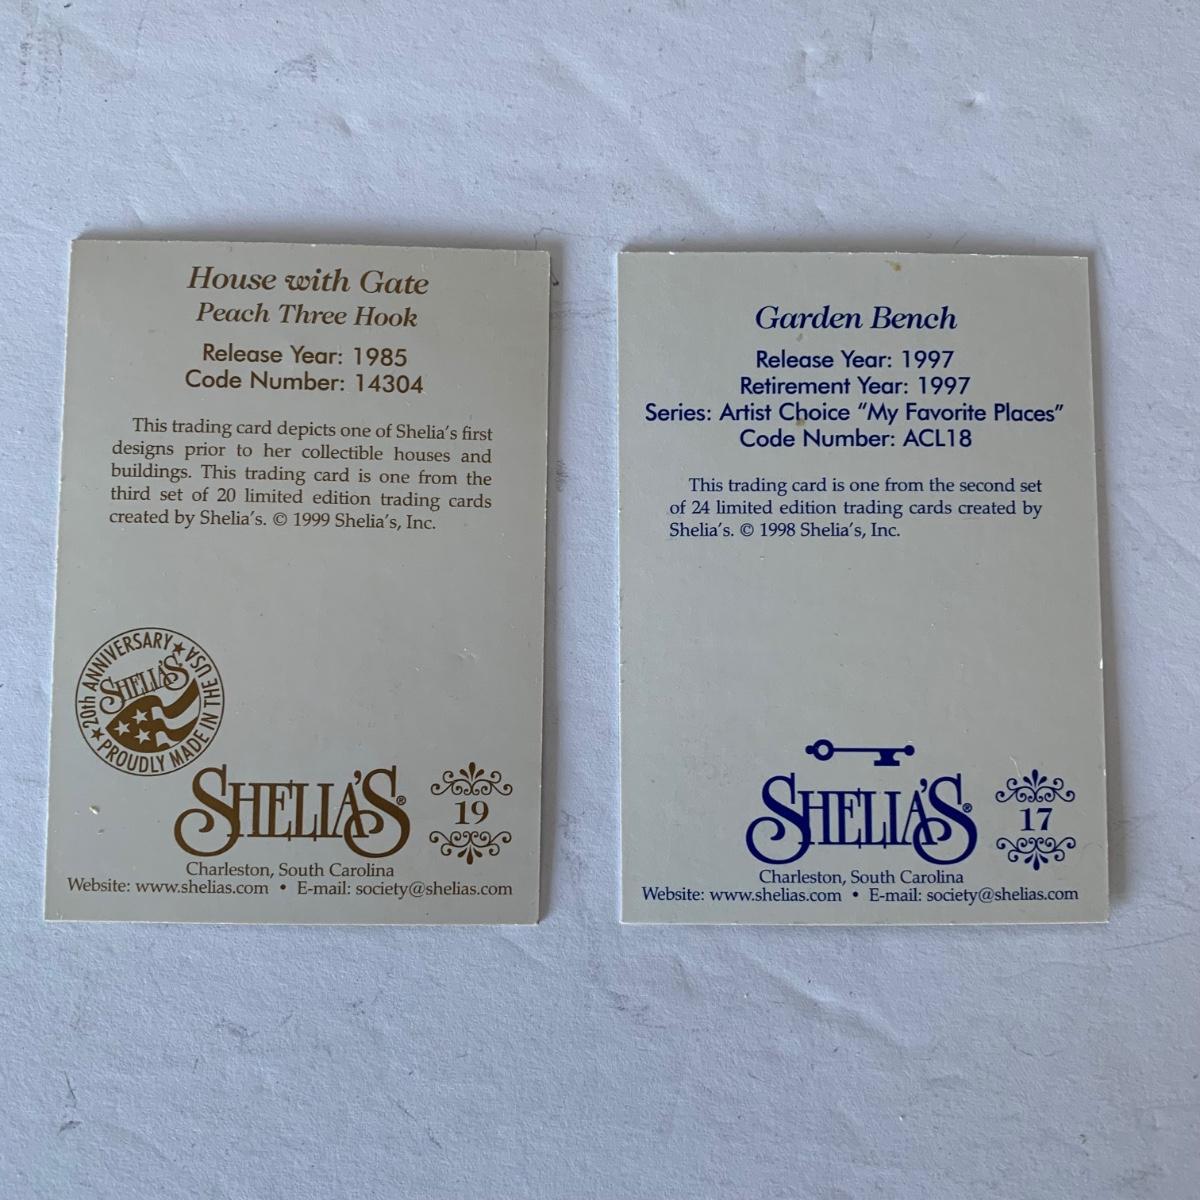 House with Gate
Peach Three Hook
Release Year: 1985
Code Number: 14304
This trading card depicts one of Shelia's first
designs prior to her collectible houses and
buildings. This trading card is one from the
third set of 20 limited edition trading cards
created by Shelia's. © 1999 Shelia's, Inc.
20th ANNIVERSARY
SHELIA'S
PROUDLY MADE IN THE USA
SHELIA'S®
19
Charleston, South Carolina
Website: www.shelias.com • E-mail: society@shelias.com
Garden Bench
Release Year: 1997
Retirement Year: 1997
Series: Artist Choice "My Favorite Places"
Code Number: ACL18
This trading card is one from the second set
of 24 limited edition trading cards created by
Shelia's. © 1998 Shelia's, Inc.
SHELIA'S®
17
Charleston, South Carolina
Website: www.shelias.com • E-mail: society@shelias.com